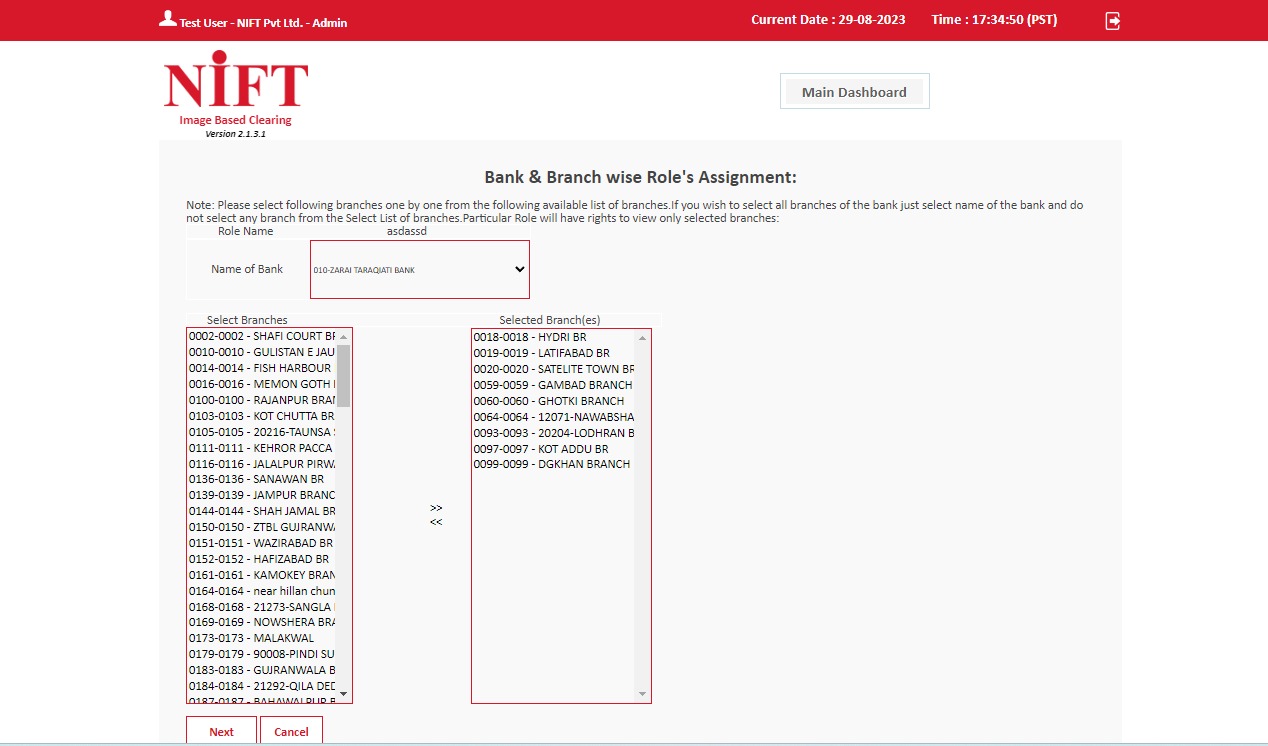 Test User - NIFT Pvt Ltd. - Admin
Current Date : 29-08-2023 Time : 17:34:50 (PST)
NIFT
Image Based Clearing
Version 2.1.3.1
Main Dashboard
Bank & Branch wise Role's Assignment:
Note: Please select following branches one by one from the following available list of branches.If you wish to select all branches of the bank just select name of the bank and do
not select any branch from the Select List of branches.Particular Role will have rights to view only selected branches:
Role Name asdassd
Name of Bank 010-ZARAI TARAQIATI BANK
Select Branches
0002-0002 - SHAFI COURT BR
0010-0010 - GULISTAN E JAU
0014-0014 - FISH HARBOUR
0016-0016 - MEMON GOTH
0100-0100 - RAJANPUR BRAN
0103-0103 - KOT CHUTTA BR
0105-0105 - 20216-TAUNSA
0111-0111 - KEHROR PACCA
0116-0116 - JALALPUR PIRW
0136-0136 - SANAWAN BR
0139-0139 - JAMPUR BRANC
0144-0144 - SHAH JAMAL BR
0150-0150 - ZTBL GUJRANWA
0151-0151 - WAZIRABAD BR
0152-0152 - HAFIZABAD BR
0161-0161 - KAMOKEY BRAN
0164-0164 - near hillan chun
0168-0168 - 21273-SANGLA
0169-0169 - NOWSHERA BRA
0173-0173 - MALAKWAL
0179-0179 - 90008-PINDI SU
0183-0183 - GUJRANWALA B
0184-0184 - 21292-QILA DED
0187-0187 - BAHAWALPUR B
>>
<<
Selected Branch(es)
0018-0018 - HYDRI BR
0019-0019 - LATIFABAD BR
0020-0020 - SATELITE TOWN BR
0059-0059 - GAMBAD BRANCH
0060-0060 - GHOTKI BRANCH
0064-0064 - 12071-NAWABSHA
0093-0093 - 20204-LODHRAN B
0097-0097 - KOT ADDU BR
0099-0099 - DGKHAN BRANCH
Next Cancel